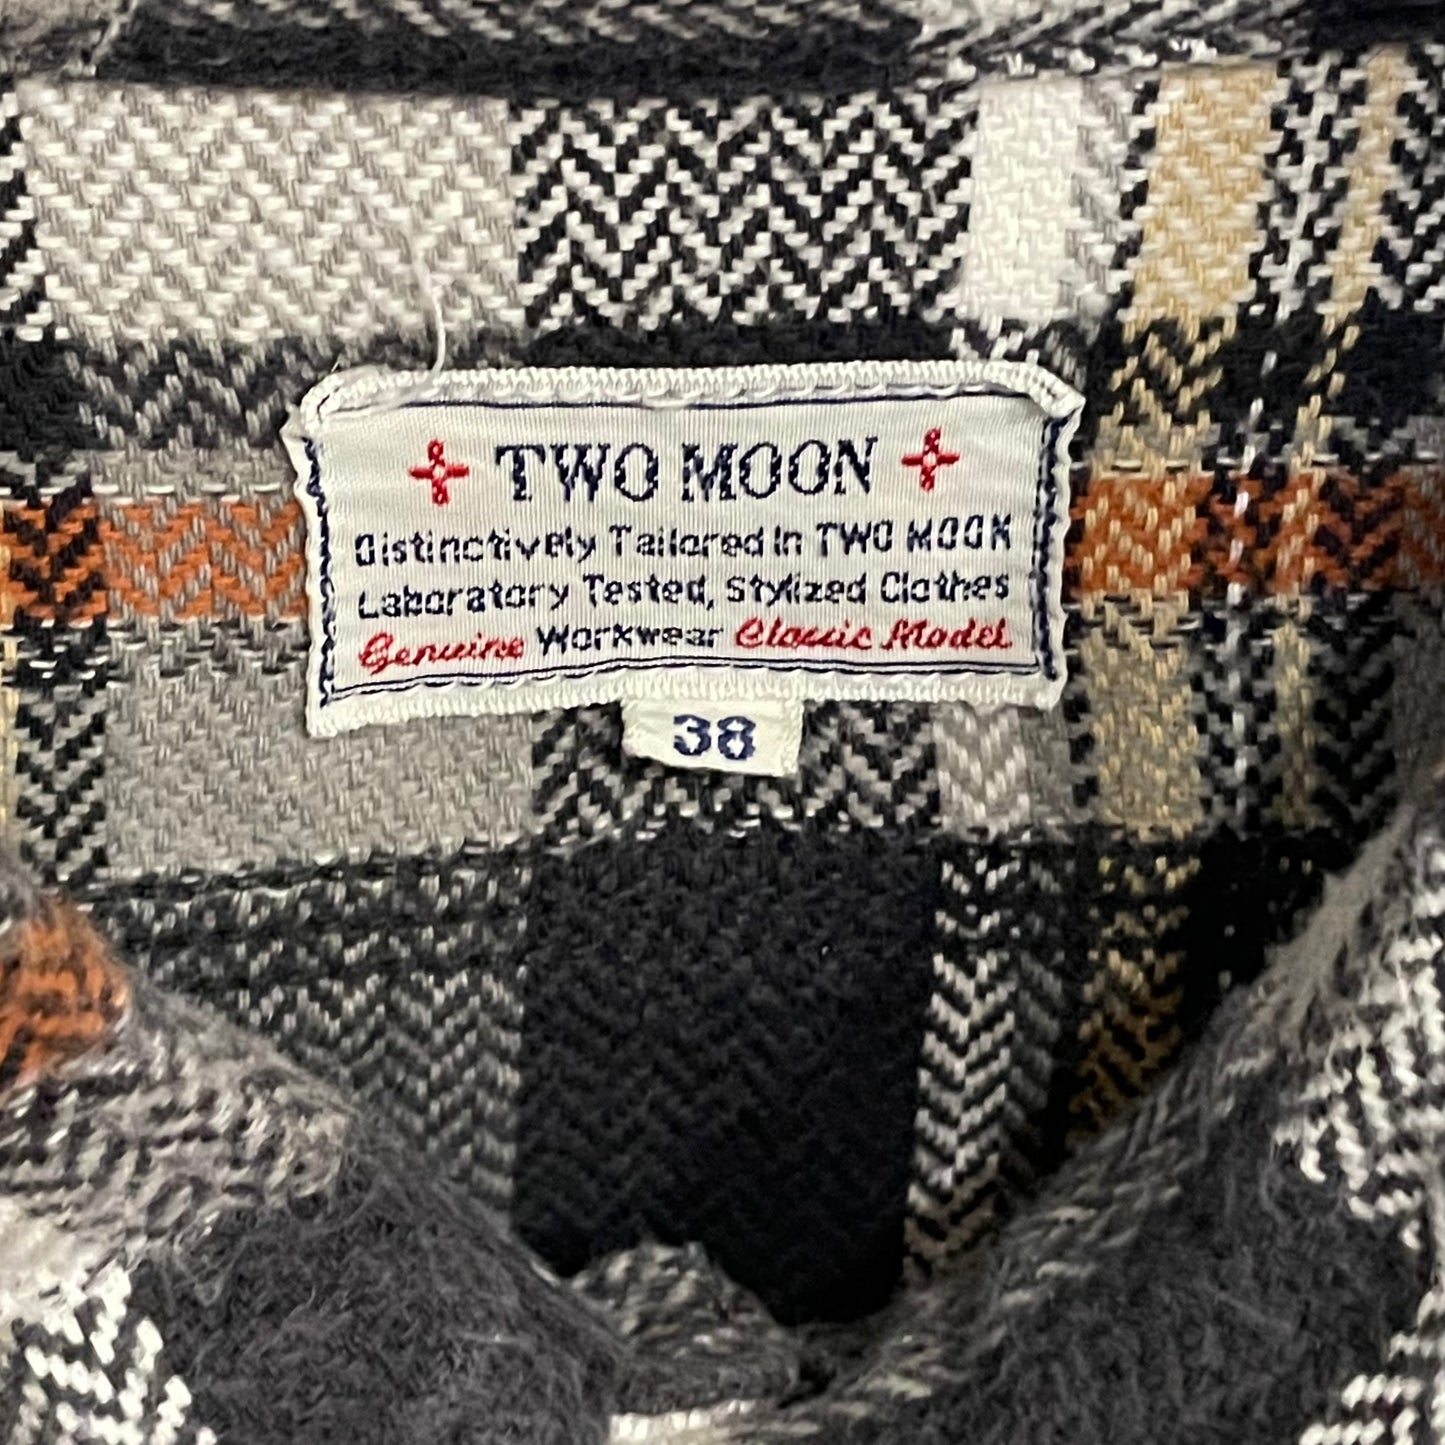 TWO MOON
Distinctively Tailored In TWO MOON
Laboratory Tested, Stylized Clothes
Genuine Workwear Classic Model
38